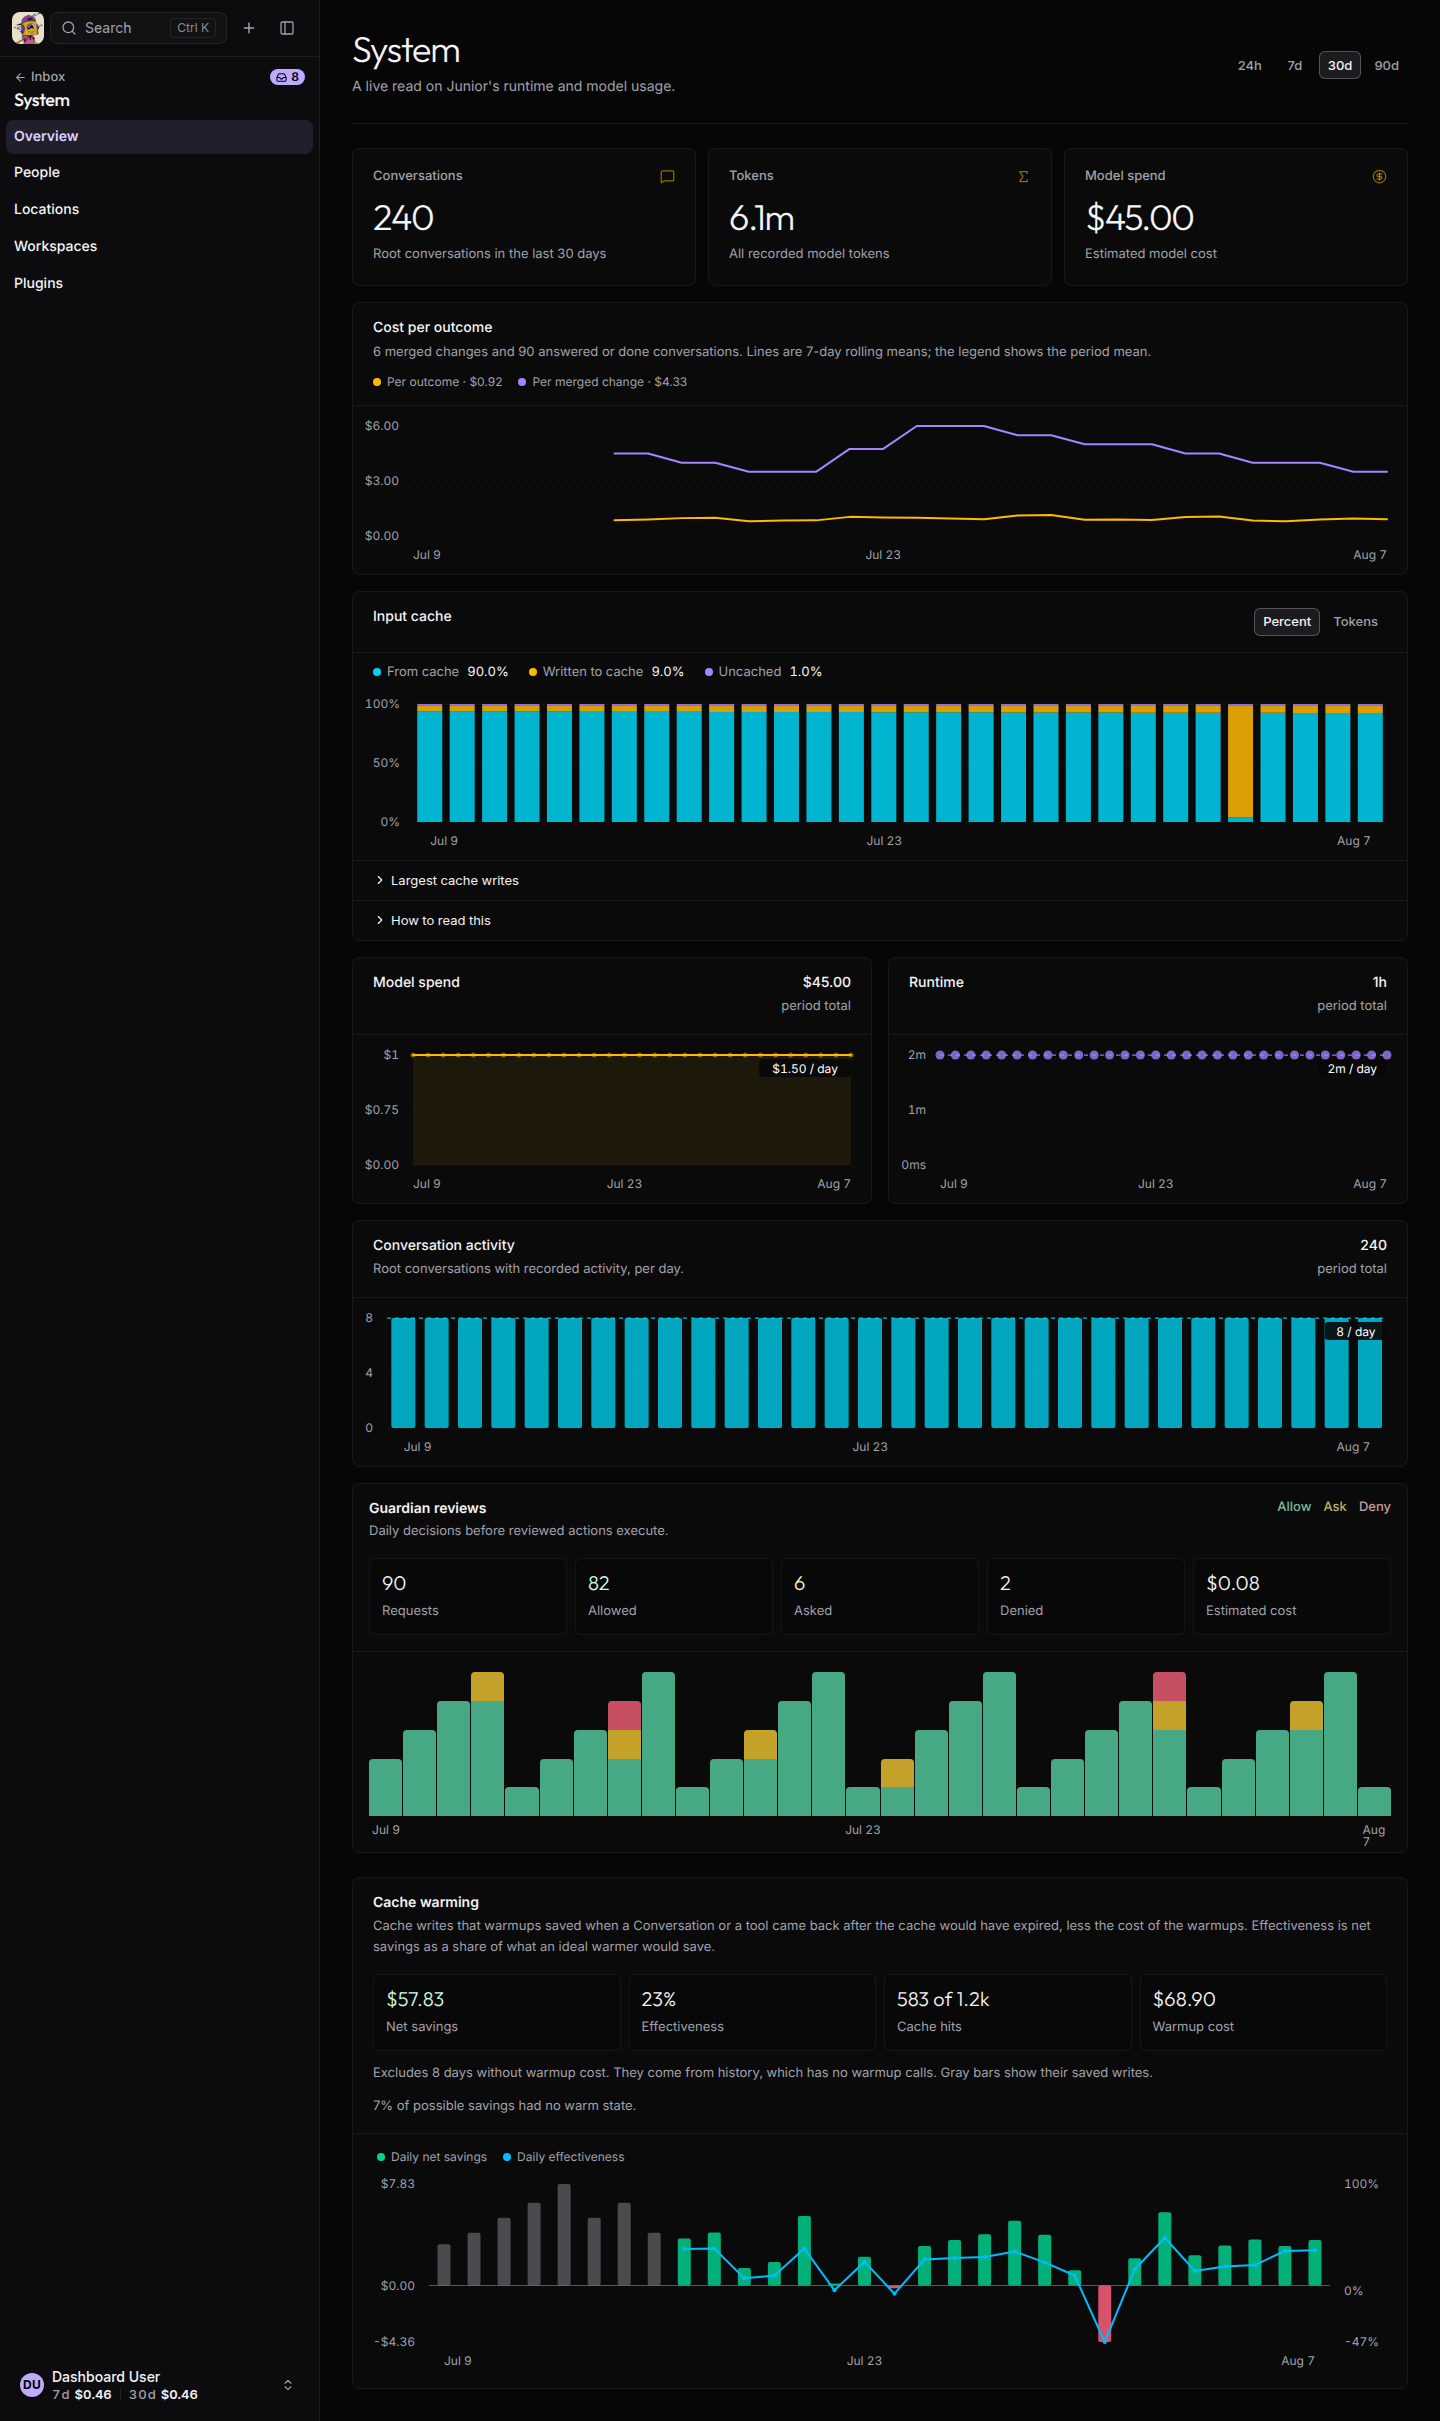 Search
Ctrl K
Inbox
8
System
Overview
People
Locations
Workspaces
Plugins
System
A live read on Junior's runtime and model usage.
24h 7d 30d 90d
Conversations
240
Root conversations in the last 30 days
Tokens
6.1m
All recorded model tokens
Model spend
$45.00
Estimated model cost
Cost per outcome
6 merged changes and 90 answered or done conversations. Lines are 7-day rolling means; the legend shows the period mean.
Per outcome · $0.92 Per merged change · $4.33
$6.00
$3.00
$0.00
Jul 9 Jul 23 Aug 7
Input cache
Percent Tokens
From cache 90.0% Written to cache 9.0% Uncached 1.0%
100%
50%
0%
Jul 9 Jul 23 Aug 7
Largest cache writes
How to read this
Model spend
$45.00
period total
$1
$1.50 / day
$0.75
$0.00
Jul 9 Jul 23 Aug 7
Runtime
1h
period total
2m
2m / day
1m
0ms
Jul 9 Jul 23 Aug 7
Conversation activity
240
Root conversations with recorded activity, per day.
period total
8
8 / day
4
0
Jul 9 Jul 23 Aug 7
Guardian reviews
Allow Ask Deny
Daily decisions before reviewed actions execute.
90
Requests
82
Allowed
6
Asked
2
Denied
$0.08
Estimated cost
Jul 9 Jul 23 Aug
7
Cache warming
Cache writes that warmups saved when a Conversation or a tool came back after the cache would have expired, less the cost of the warmups. Effectiveness is net
savings as a share of what an ideal warmer would save.
$57.83
Net savings
23%
Effectiveness
583 of 1.2k
Cache hits
$68.90
Warmup cost
Excludes 8 days without warmup cost. They come from history, which has no warmup calls. Gray bars show their saved writes.
7% of possible savings had no warm state.
Daily net savings Daily effectiveness
$7.83 100%
$0.00 0%
-$4.36 -47%
Jul 9 Jul 23 Aug 7
DU
Dashboard User
7d $0.46 30d $0.46